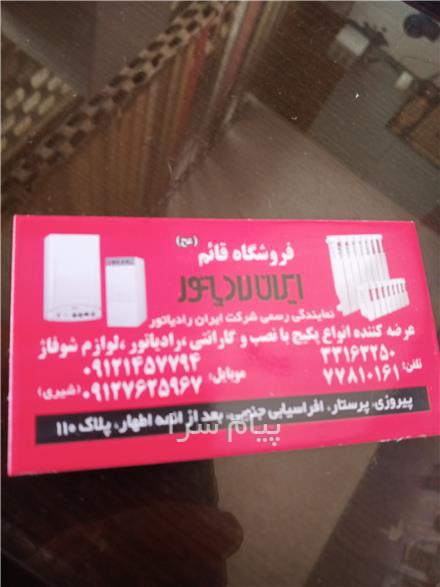 فروشگاه قائم (عج)
ایران رادیاتور
نمایندگی رسمی شرکت ایران رادیاتور
عرضه کننده انواع پکیج با نصب و گارانتی ،رادیاتور ،لوازم شوفاژ
تلفن: ۳۳۱۶۳۲۵۰ ۷۷۸۱۰۱۶۱
موبایل: ۰۹۱۲۱۴۵۷۷۹۴ ۰۹۱۲۷۶۲۵۹۶۷ (شیری)
پیروزی، پرستار، افراسیابی جنوبی، بعد از ائمه اطهار، پلاک ۱۱۰
پیام سرا